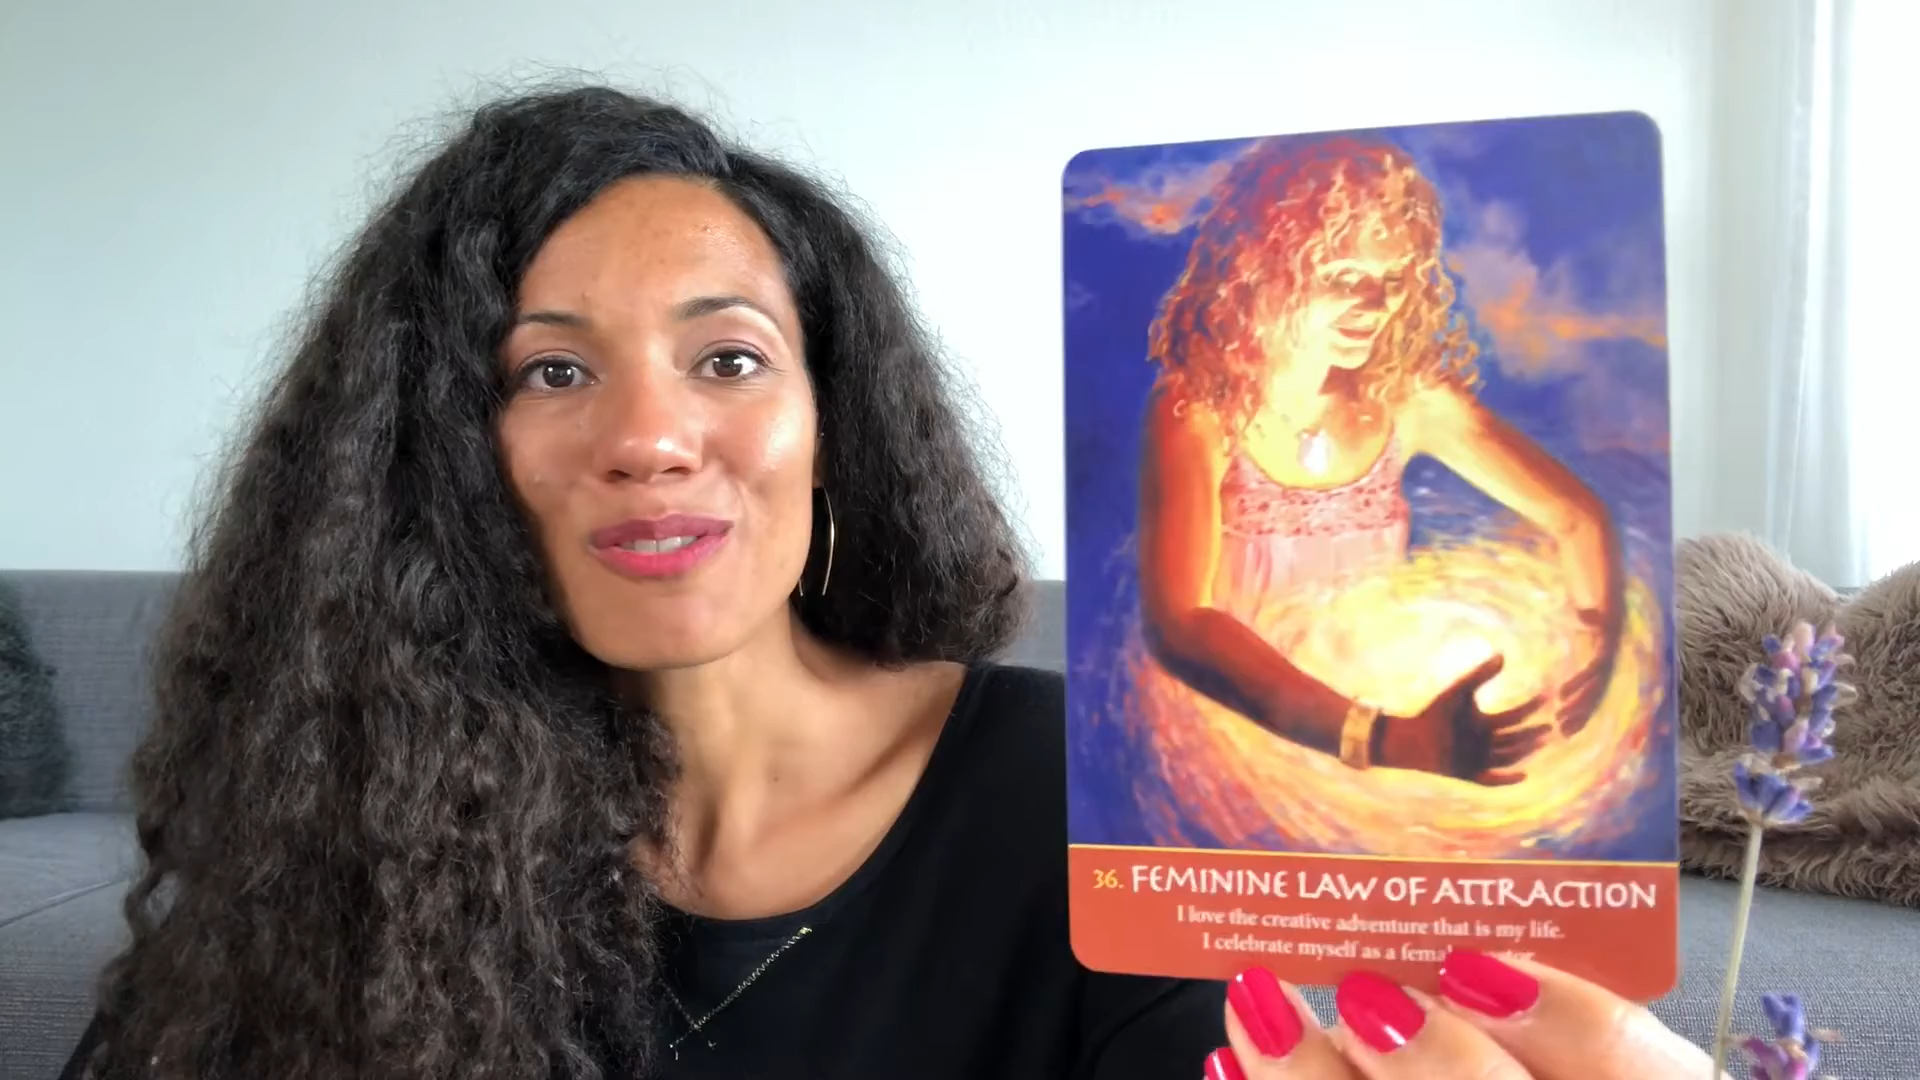 36. FEMININE LAW OF ATTRACTION
I love the creative adventure that is my life.
I celebrate myself as a